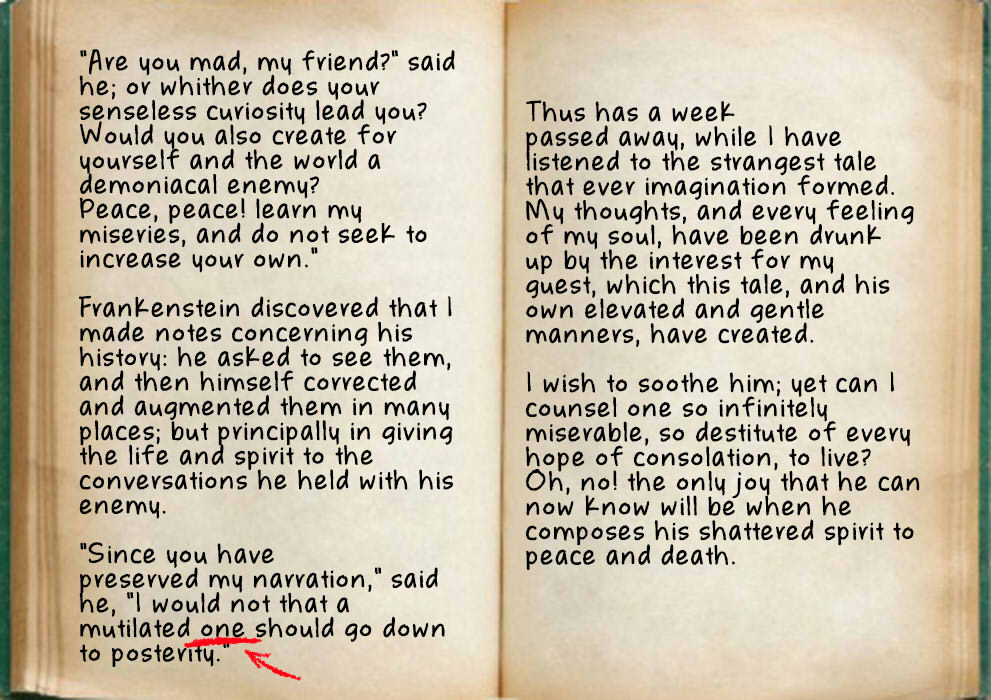 "Are you mad, my friend?" said
he; or whither does your
senseless curiosity lead you?
Would you also create for
yourself and the world a
demoniacal enemy?
Peace, peace! learn my
miseries, and do not seek to
increase your own."
Frankenstein discovered that I
made notes concerning his
history: he asked to see them,
and then himself corrected
and augmented them in many
places; but principally in giving
the life and spirit to the
conversations he held with his
enemy.
"Since you have
preserved my narration," said
he, "I would not that a
mutilated one should go down
to posterity."
Thus has a week
passed away, while I have
listened to the strangest tale
that ever imagination formed.
My thoughts, and every feeling
of my soul, have been drunk
up by the interest for my
guest, which this tale, and his
own elevated and gentle
manners, have created.
I wish to soothe him; yet can I
counsel one so infinitely
miserable, so destitute of every
hope of consolation, to live?
Oh, no! the only joy that he can
now know will be when he
composes his shattered spirit to
peace and death.